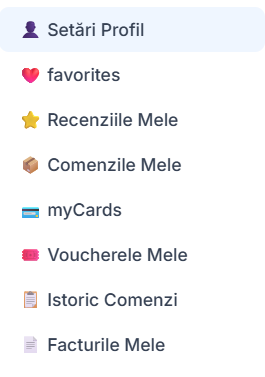 Setări Profil
favorites
Recenziile Mele
Comenzile Mele
myCards
Voucherele Mele
Istoric Comenzi
Facturile Mele